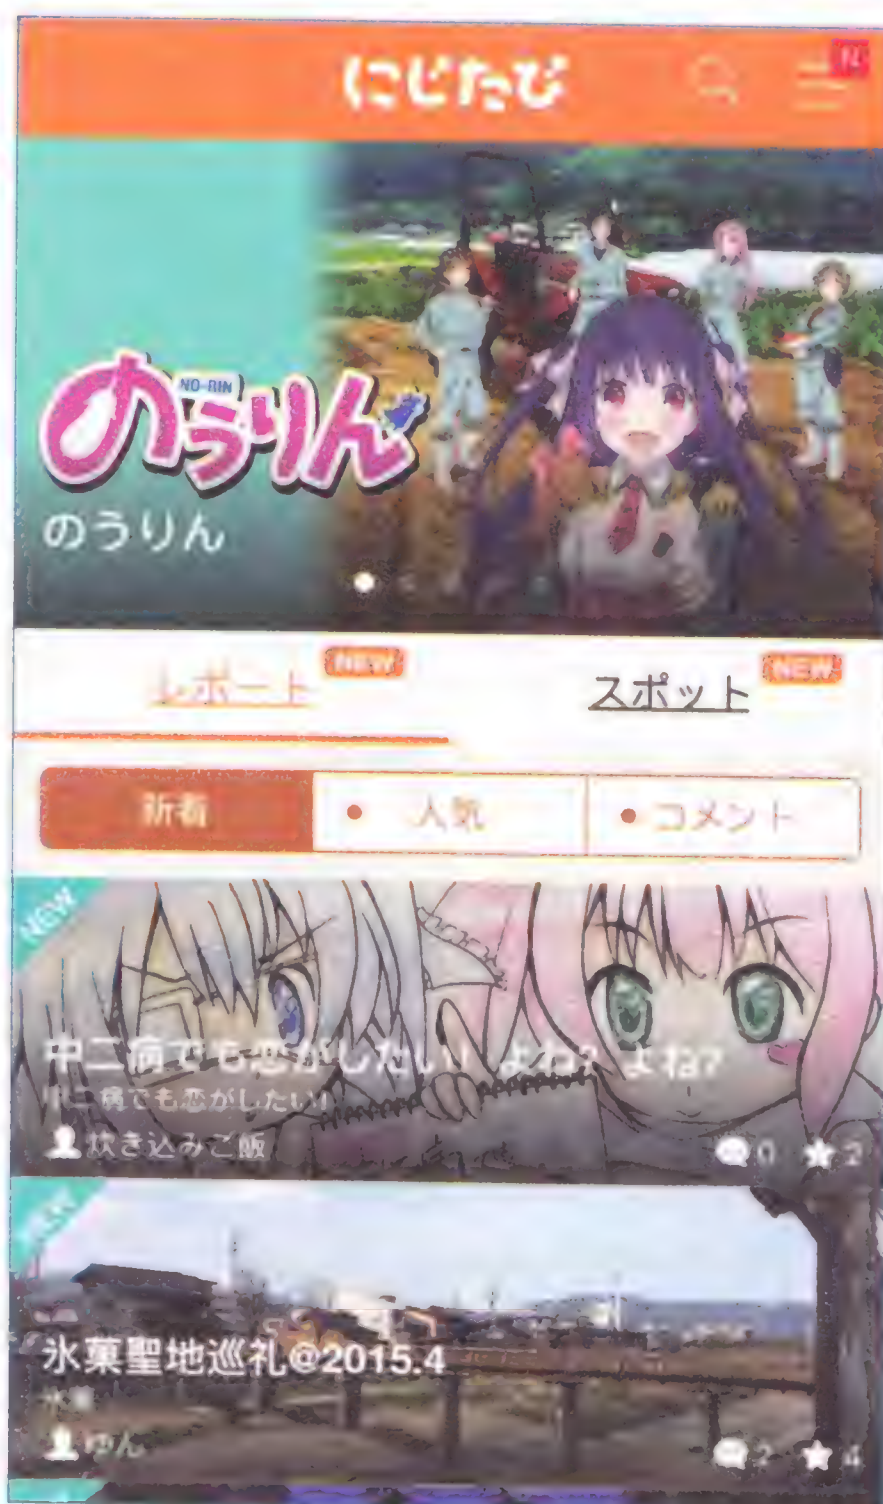 にじたび
N
NO-RIN
のうりん
のうりん
レポート NEW
スポット NEW
新着
人気
コメント
NEW
中二病でも恋がしたい! よね? よね?
中二病でも恋がしたい!
炊き込みご飯
0 2
NEW
氷菓聖地巡礼@2015.4
氷菓
ゆん
2 4